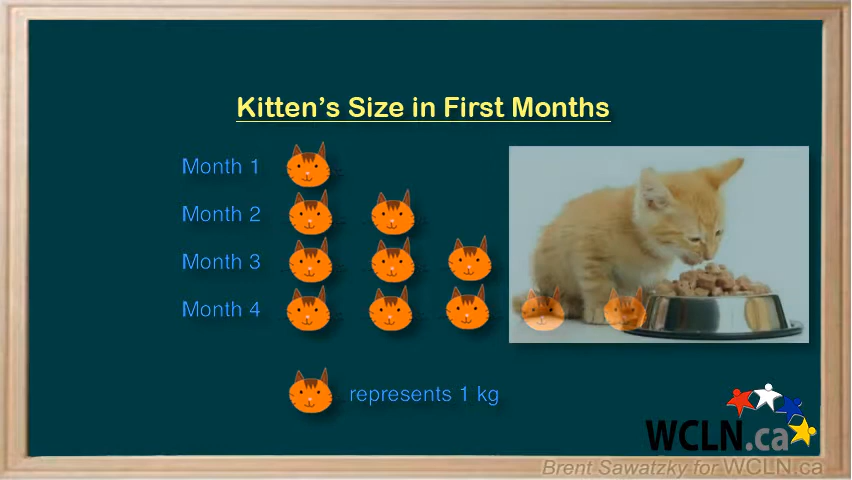 Kitten's Size in First Months
Month 1
Month 2
Month 3
Month 4
represents 1 kg
WCLN.ca
Brent Sawatzky for WCLN.ca